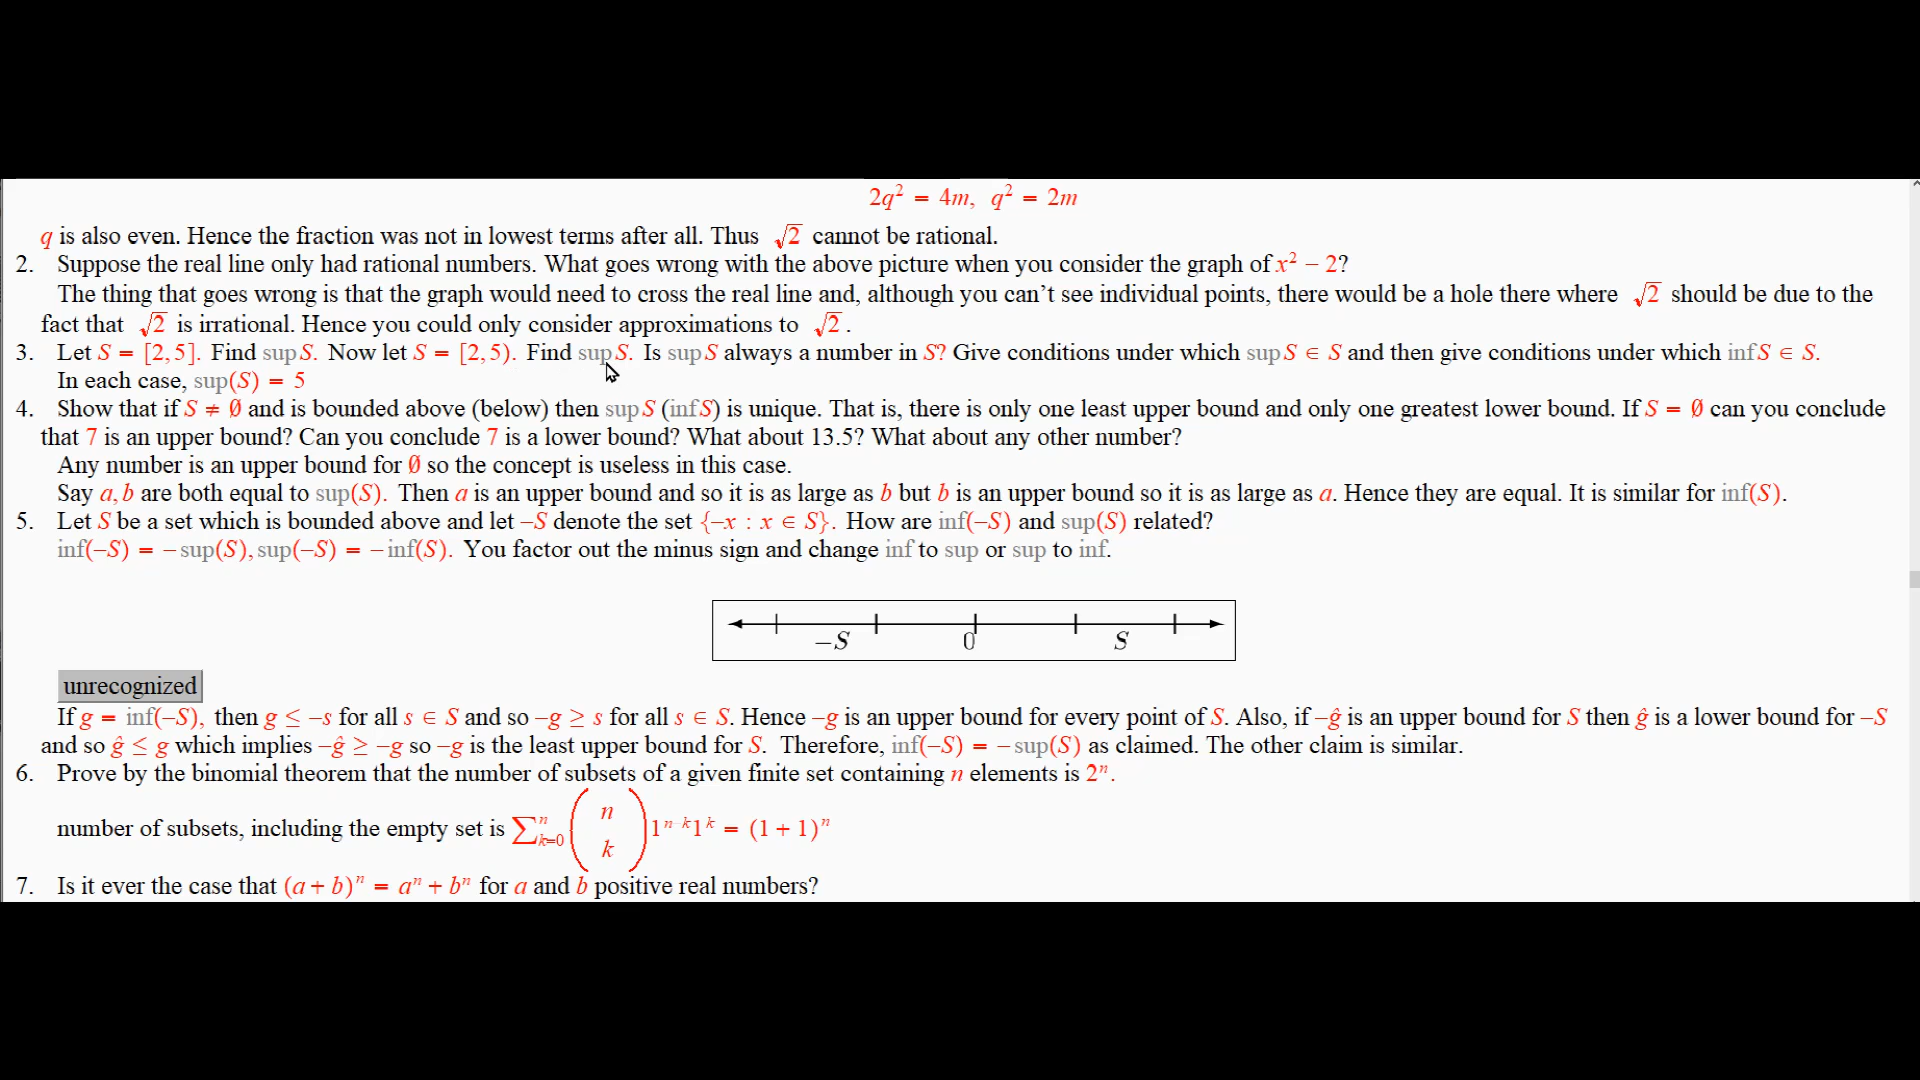 2q² = 4m, q² = 2m
q is also even. Hence the fraction was not in lowest terms after all. Thus √2 cannot be rational.
2. Suppose the real line only had rational numbers. What goes wrong with the above picture when you consider the graph of x² − 2?
The thing that goes wrong is that the graph would need to cross the real line and, although you can't see individual points, there would be a hole there where √2 should be due to the
fact that √2 is irrational. Hence you could only consider approximations to √2.
3. Let S = [2,5]. Find sup S. Now let S = [2,5). Find sup S. Is sup S always a number in S? Give conditions under which sup S ∈ S and then give conditions under which inf S ∈ S.
In each case, sup(S) = 5
4. Show that if S ≠ ∅ and is bounded above (below) then sup S (inf S) is unique. That is, there is only one least upper bound and only one greatest lower bound. If S = ∅ can you conclude
that 7 is an upper bound? Can you conclude 7 is a lower bound? What about 13.5? What about any other number?
Any number is an upper bound for ∅ so the concept is useless in this case.
Say a,b are both equal to sup(S). Then a is an upper bound and so it is as large as b but b is an upper bound so it is as large as a. Hence they are equal. It is similar for inf(S).
5. Let S be a set which is bounded above and let −S denote the set {−x : x ∈ S}. How are inf(−S) and sup(S) related?
inf(−S) = − sup(S), sup(−S) = − inf(S). You factor out the minus sign and change inf to sup or sup to inf.
−S 0 S
unrecognized
If g = inf(−S), then g ≤ −s for all s ∈ S and so −g ≥ s for all s ∈ S. Hence −g is an upper bound for every point of S. Also, if −ĝ is an upper bound for S then ĝ is a lower bound for −S
and so ĝ ≤ g which implies −ĝ ≥ −g so −g is the least upper bound for S. Therefore, inf(−S) = − sup(S) as claimed. The other claim is similar.
6. Prove by the binomial theorem that the number of subsets of a given finite set containing n elements is 2ⁿ.
number of subsets, including the empty set is ∑ₖ₌₀ⁿ (n k) 1ⁿ⁻ᵏ1ᵏ = (1 + 1)ⁿ
7. Is it ever the case that (a + b)ⁿ = aⁿ + bⁿ for a and b positive real numbers?